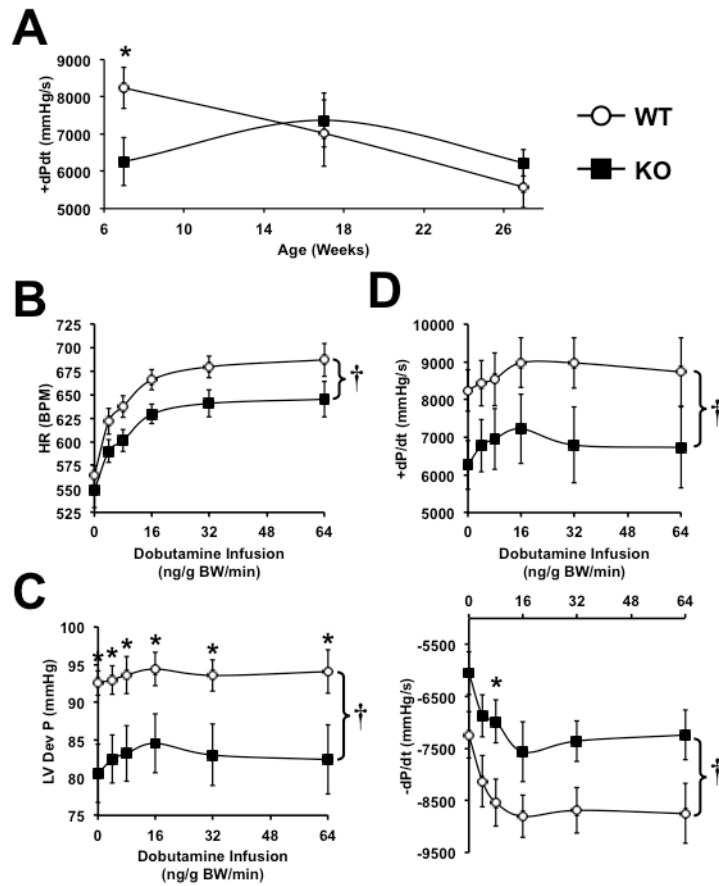 A
*
9000
8000
7000
6000
5000
+dPdt (mmHg/s)
6 10 14 18 22 26
Age (Weeks)
WT
KO
B
725
700
675
650
625
600
575
550
525
HR (BPM)
†
0 16 32 48 64
Dobutamine Infusion
(ng/g BW/min)
D
10000
9000
8000
7000
6000
5000
+dP/dt (mmHg/s)
†
0 16 32 48 64
Dobutamine Infusion
(ng/g BW/min)
C
100
95
90
85
80
75
LV Dev P (mmHg)
* * * * * *
†
0 16 32 48 64
Dobutamine Infusion
(ng/g BW/min)
0 16 32 48 64
-5500
-6500
-7500
-8500
-9500
-dP/dt (mmHg/s)
*
†